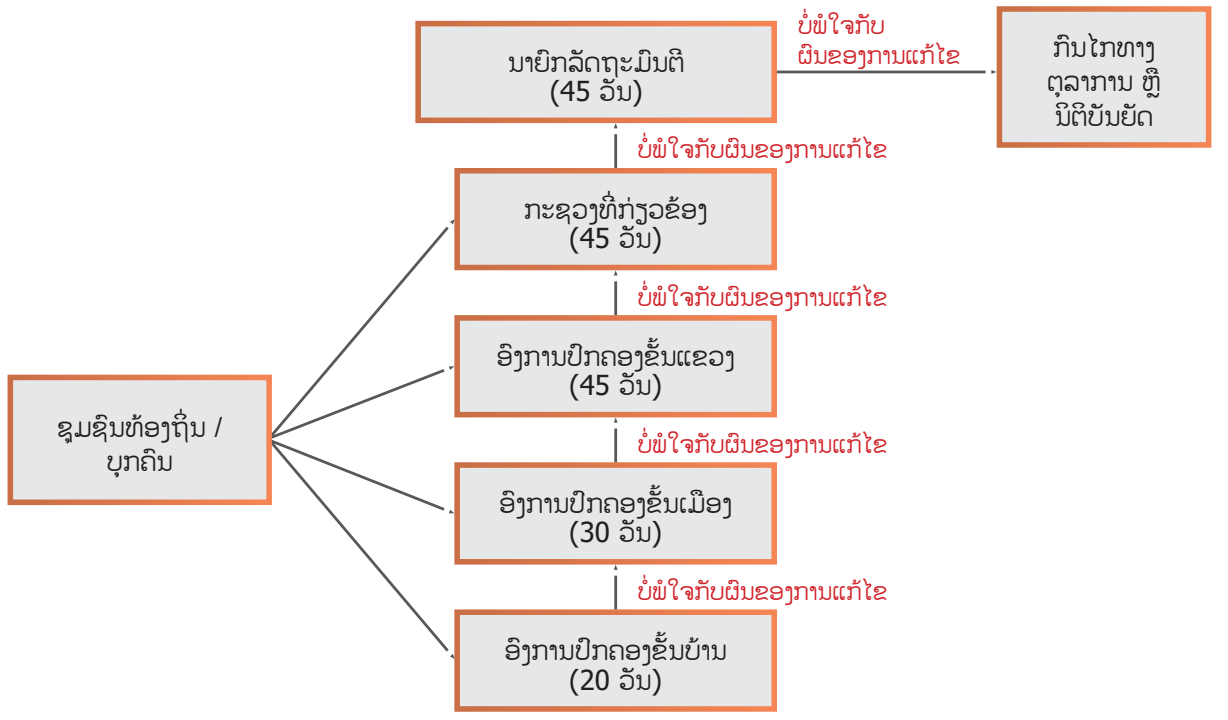 ນາຍົກລັດຖະມົນຕີ
(45 ວັນ)
ບໍ່ພໍໃຈກັບ
ຜົນຂອງການແກ້ໄຂ
ກົນໄກທາງ
ຕຸລາການ ຫຼື
ນິຕິບັນຍັດ
ບໍ່ພໍໃຈກັບຜົນຂອງການແກ້ໄຂ
ກະຊວງທີ່ກ່ຽວຂ້ອງ
(45 ວັນ)
ບໍ່ພໍໃຈກັບຜົນຂອງການແກ້ໄຂ
ອົງການປົກຄອງຂັ້ນແຂວງ
(45 ວັນ)
ຊຸມຊົນທ້ອງຖິ່ນ /
ບຸກຄົນ
ບໍ່ພໍໃຈກັບຜົນຂອງການແກ້ໄຂ
ອົງການປົກຄອງຂັ້ນເມືອງ
(30 ວັນ)
ບໍ່ພໍໃຈກັບຜົນຂອງການແກ້ໄຂ
ອົງການປົກຄອງຂັ້ນບ້ານ
(20 ວັນ)